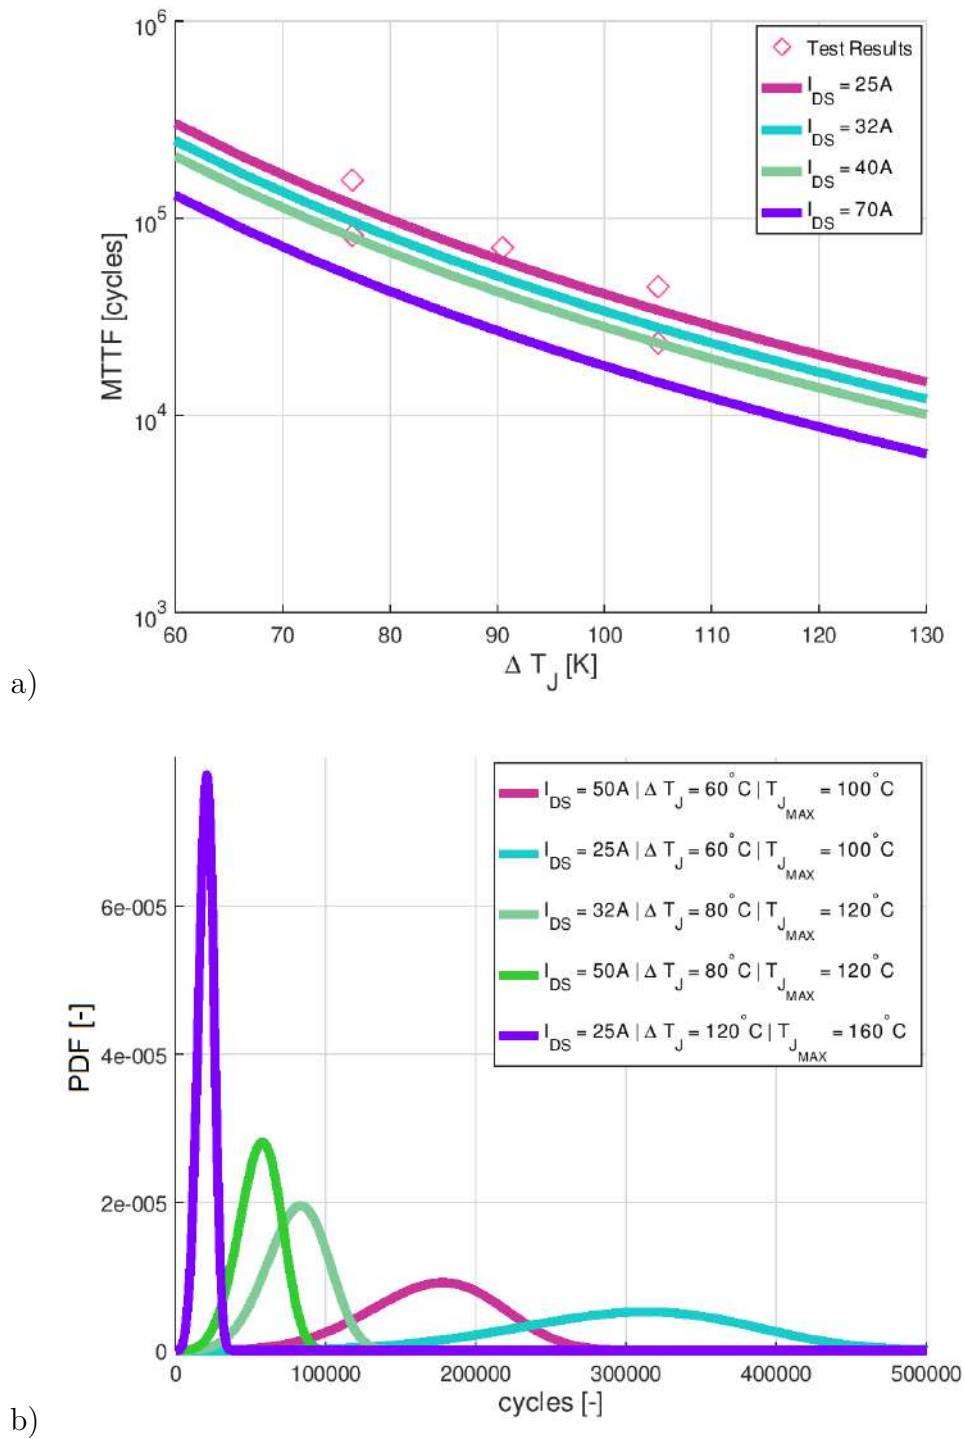 10^6
Test Results
I_DS = 25A
I_DS = 32A
I_DS = 40A
I_DS = 70A
10^5
MTTF [cycles]
10^4
10^3
60 70 80 90 100 110 120 130
Δ T_J [K]
a)
I_DS = 50A | Δ T_J = 60°C | T_J_MAX = 100°C
I_DS = 25A | Δ T_J = 60°C | T_J_MAX = 100°C
I_DS = 32A | Δ T_J = 80°C | T_J_MAX = 120°C
I_DS = 50A | Δ T_J = 80°C | T_J_MAX = 120°C
I_DS = 25A | Δ T_J = 120°C | T_J_MAX = 160°C
6e-005
4e-005
2e-005
0
PDF [-]
0 100000 200000 300000 400000 500000
cycles [-]
b)